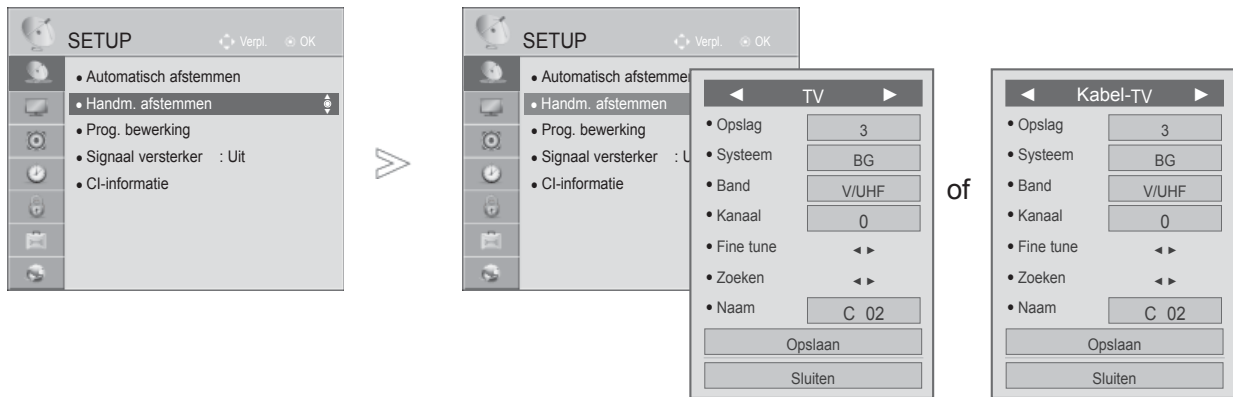 SETUP Verpl. OK
• Automatisch afstemmen
• Handm. afstemmen
• Prog. bewerking
• Signaal versterker : Uit
• CI-informatie
SETUP Verpl. OK
• Automatisch afstemmen
• Handm. afstemmen
• Prog. bewerking
• Signaal versterker : U
• CI-informatie
◄ TV ►
• Opslag 3
• Systeem BG
• Band V/UHF
• Kanaal 0
• Fine tune ◄ ►
• Zoeken ◄ ►
• Naam C 02
Opslaan
Sluiten
of
◄ Kabel-TV ►
• Opslag 3
• Systeem BG
• Band V/UHF
• Kanaal 0
• Fine tune ◄ ►
• Zoeken ◄ ►
• Naam C 02
Opslaan
Sluiten